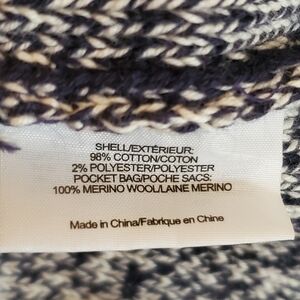 SHELL/EXTÉRIEUR:
98% COTTON/COTON
2% POLYESTER/POLYESTER
POCKET BAG/POCHE SACS:
100% MERINO WOOL/LAINE MERINO
Made in China/Fabrique en Chine